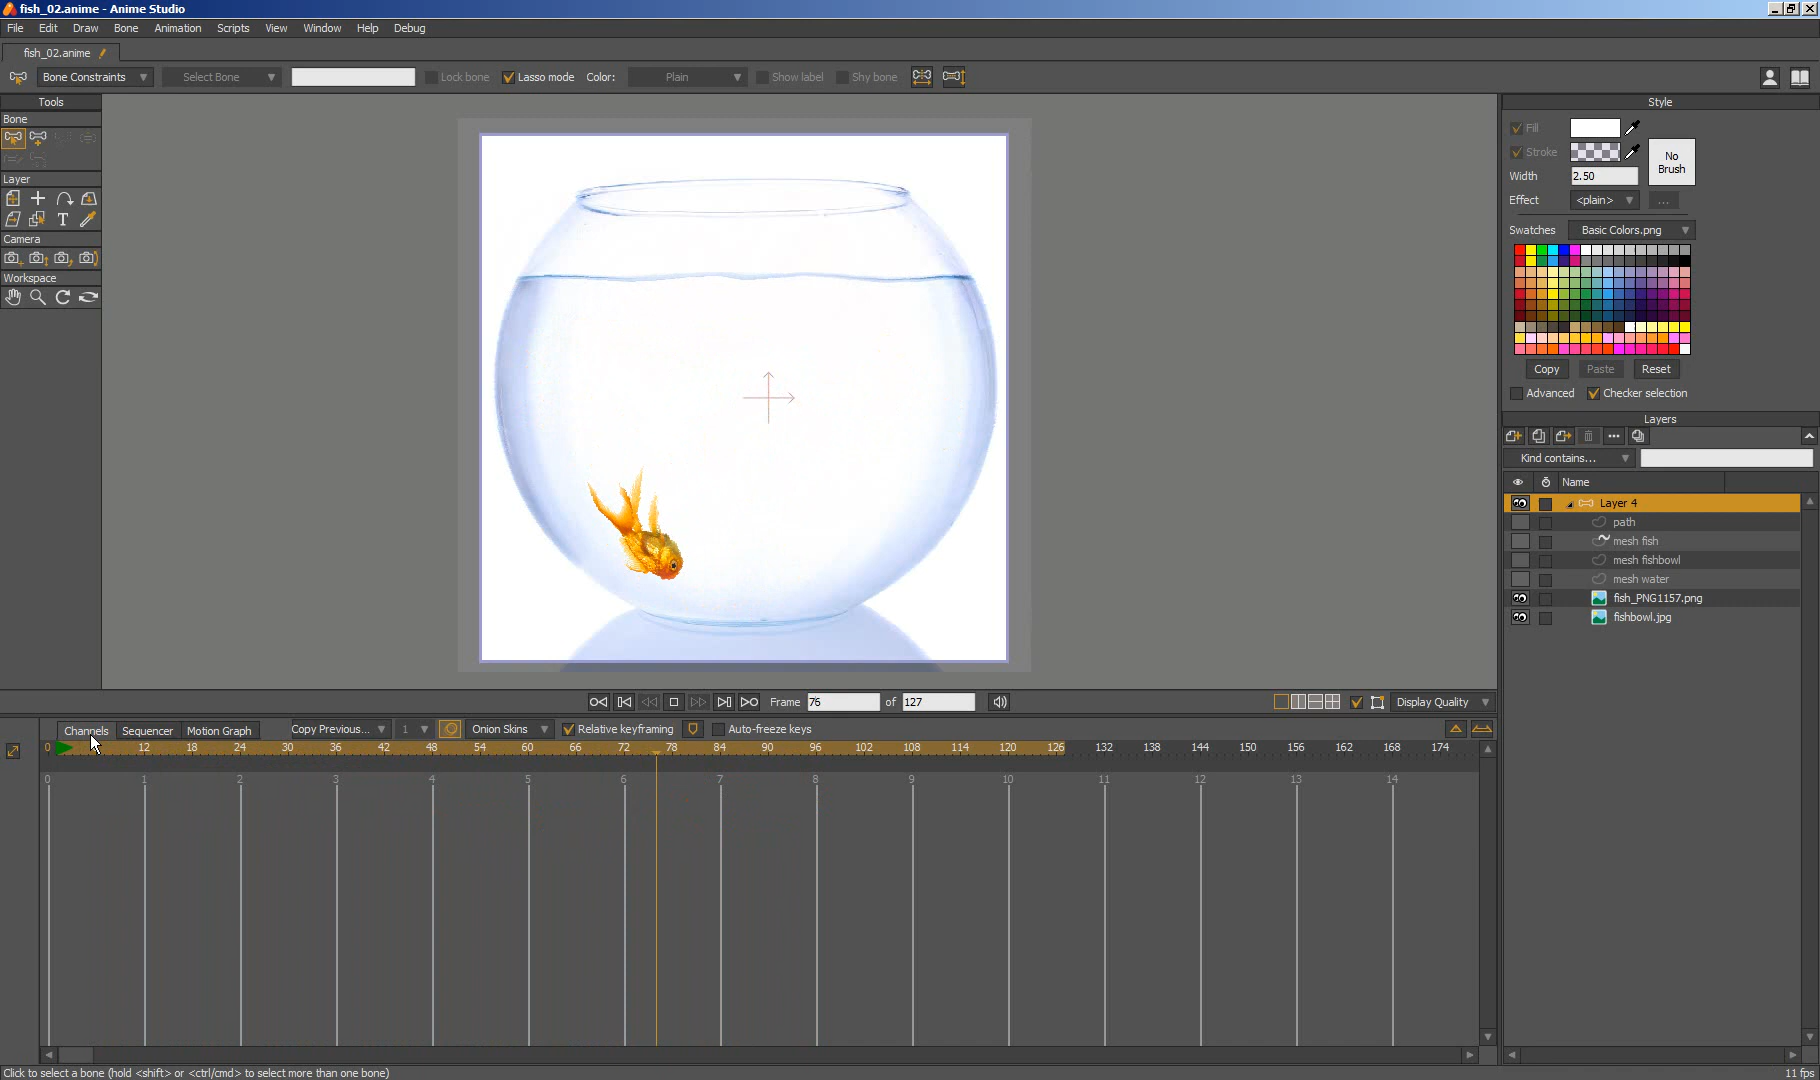 fish_02.anime - Anime Studio
File Edit Draw Bone Animation Scripts View Window Help Debug
fish_02.anime
Bone Constraints Select Bone Lock bone Lasso mode Color: Plain Show label Shy bone
Tools
Bone
Layer
T
Camera
Workspace
Style
Fill
Stroke
No
Brush
Width 2.50
Effect <plain> ...
Swatches Basic Colors.png
Copy Paste Reset
Advanced Checker selection
Layers
Kind contains...
Name
Layer 4
path
mesh fish
mesh fishbowl
mesh water
fish_PNG1157.png
fishbowl.jpg
Frame 76 of 127 Display Quality
Channels Sequencer Motion Graph Copy Previous... 1 Onion Skins Relative keyframing Auto-freeze keys
0 12 18 24 30 36 42 48 54 60 66 72 78 84 90 96 102 108 114 120 126 132 138 144 150 156 162 168 174
0 1 2 3 4 5 6 7 8 9 10 11 12 13 14
Click to select a bone (hold <shift> or <ctrl/cmd> to select more than one bone) 11 fps